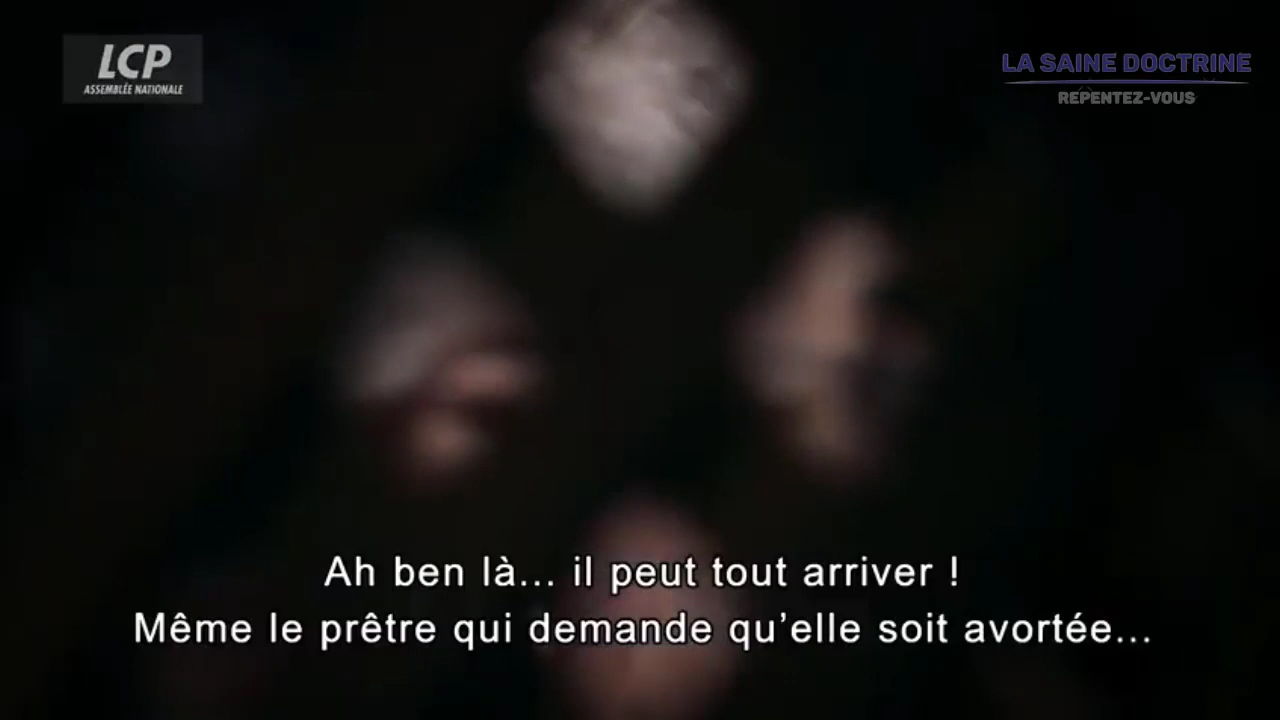 LCP
ASSEMBLÉE NATIONALE
LA SAINE DOCTRINE
REPENTEZ-VOUS
Ah ben là... il peut tout arriver !
Même le prêtre qui demande qu’elle soit avortée...